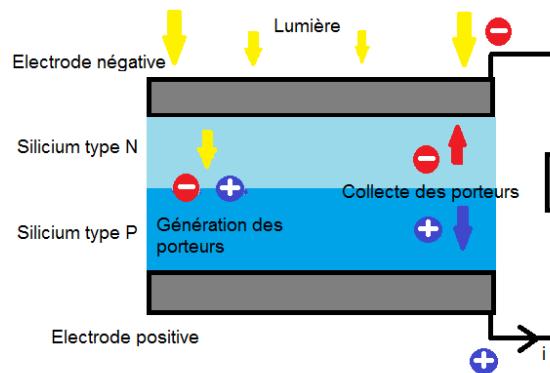 Lumière
Electrode négative
Silicium type N
Collecte des porteurs
Silicium type P
Génération des
porteurs
Electrode positive
i